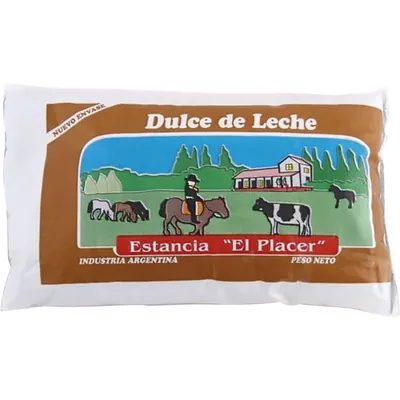 NUEVO ENVASE
Dulce de Leche
Estancia "El Placer"
INDUSTRIA ARGENTINA PESO NETO